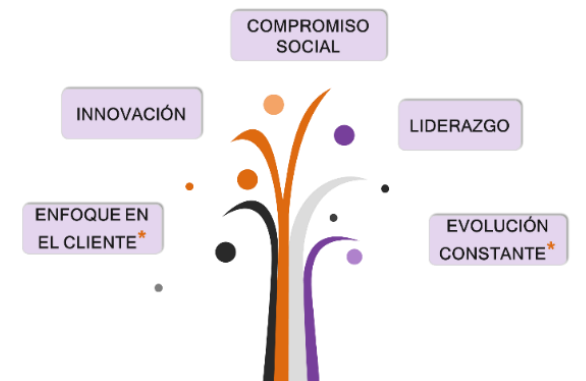 COMPROMISO
SOCIAL
INNOVACIÓN
LIDERAZGO
ENFOQUE EN
EL CLIENTE*
EVOLUCIÓN
CONSTANTE*